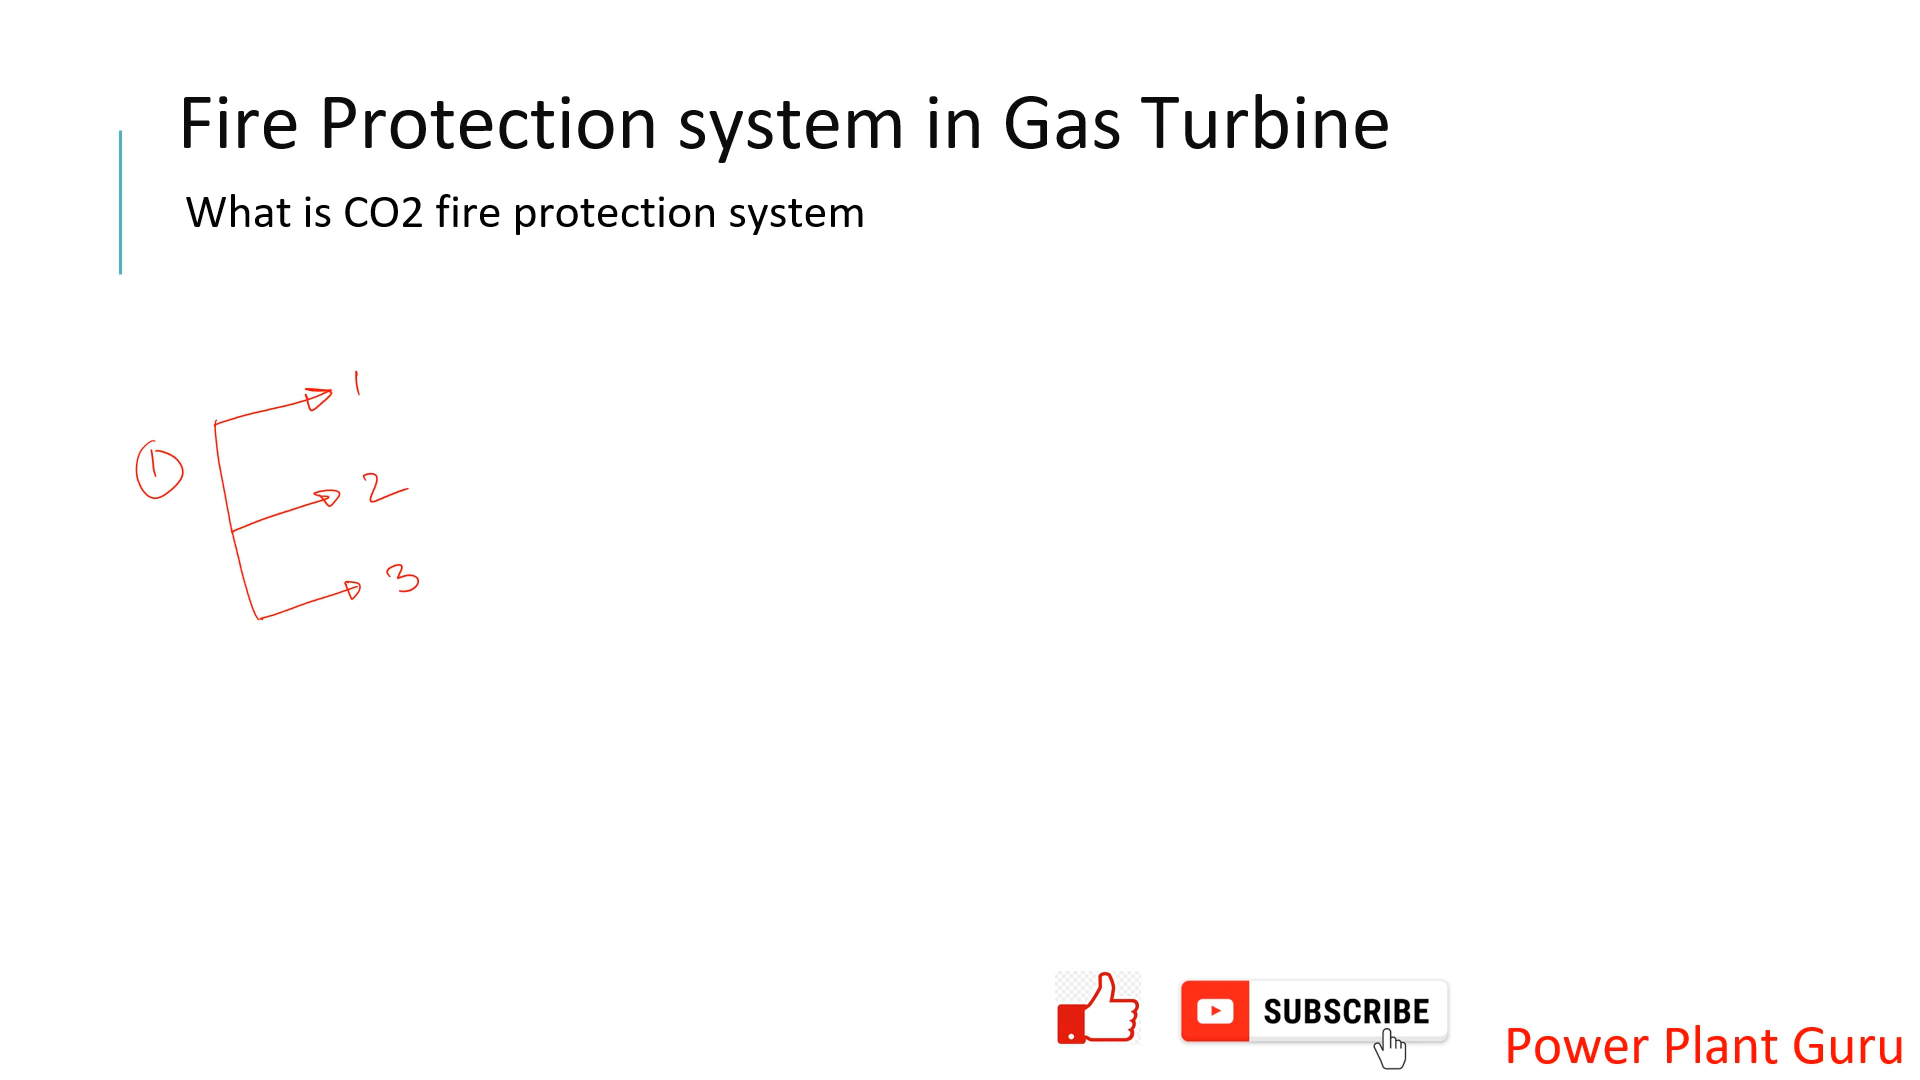 Fire Protection system in Gas Turbine
What is CO2 fire protection system
1
1
2
3
SUBSCRIBE
Power Plant Guru